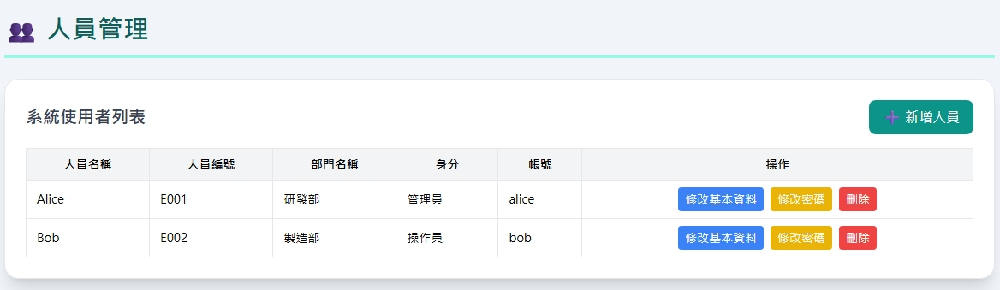 人員管理
系統使用者列表
新增人員
人員名稱 人員編號 部門名稱 身分 帳號 操作
Alice E001 研發部 管理員 alice 修改基本資料 修改密碼 刪除
Bob E002 製造部 操作員 bob 修改基本資料 修改密碼 刪除